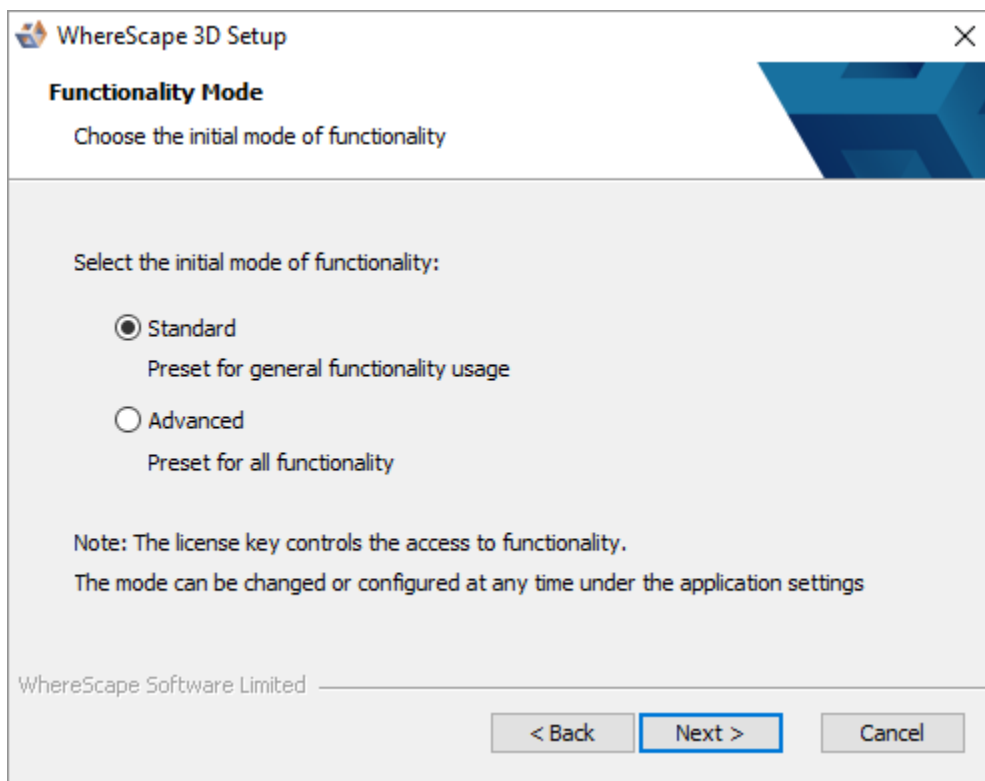 WhereScape 3D Setup
Functionality Mode
Choose the initial mode of functionality
Select the initial mode of functionality:
Standard
Preset for general functionality usage
Advanced
Preset for all functionality
Note: The license key controls the access to functionality.
The mode can be changed or configured at any time under the application settings
WhereScape Software Limited
< Back Next > Cancel